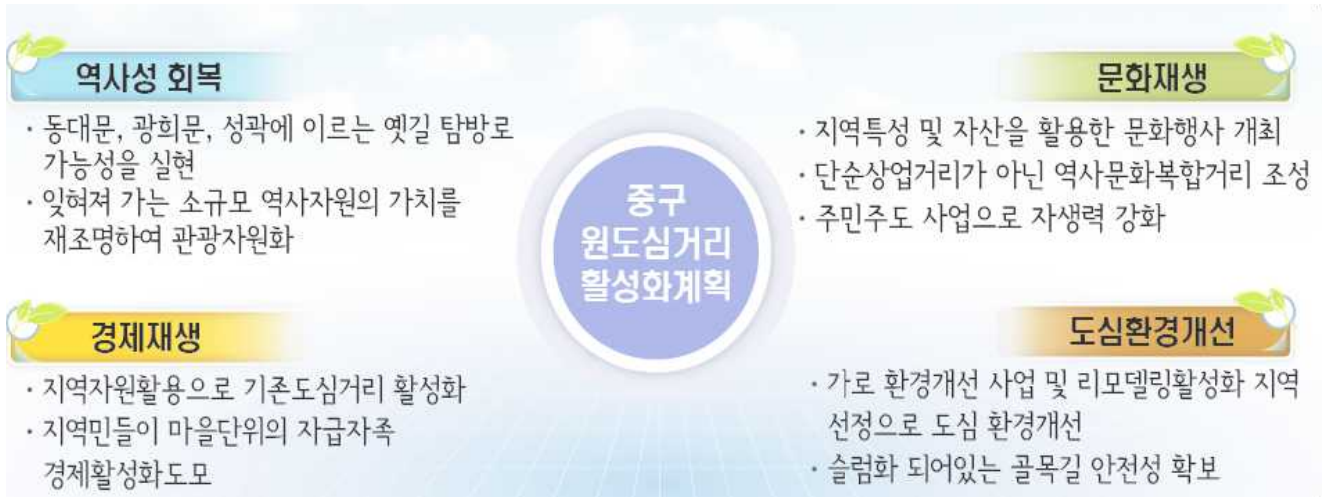 역사성 회복
· 동대문, 광희문, 성곽에 이르는 옛길 탐방로
가능성을 실현
· 잊혀져 가는 소규모 역사자원의 가치를
재조명하여 관광자원화
문화재생
· 지역특성 및 자산을 활용한 문화행사 개최
· 단순상업거리가 아닌 역사문화복합거리 조성
· 주민주도 사업으로 자생력 강화
중구
원도심거리
활성화계획
경제재생
· 지역자원활용으로 기존도심거리 활성화
· 지역민들이 마을단위의 자급자족
경제활성화도모
도심환경개선
· 가로 환경개선 사업 및 리모델링활성화 지역
선정으로 도심 환경개선
· 슬럼화 되어있는 골목길 안전성 확보